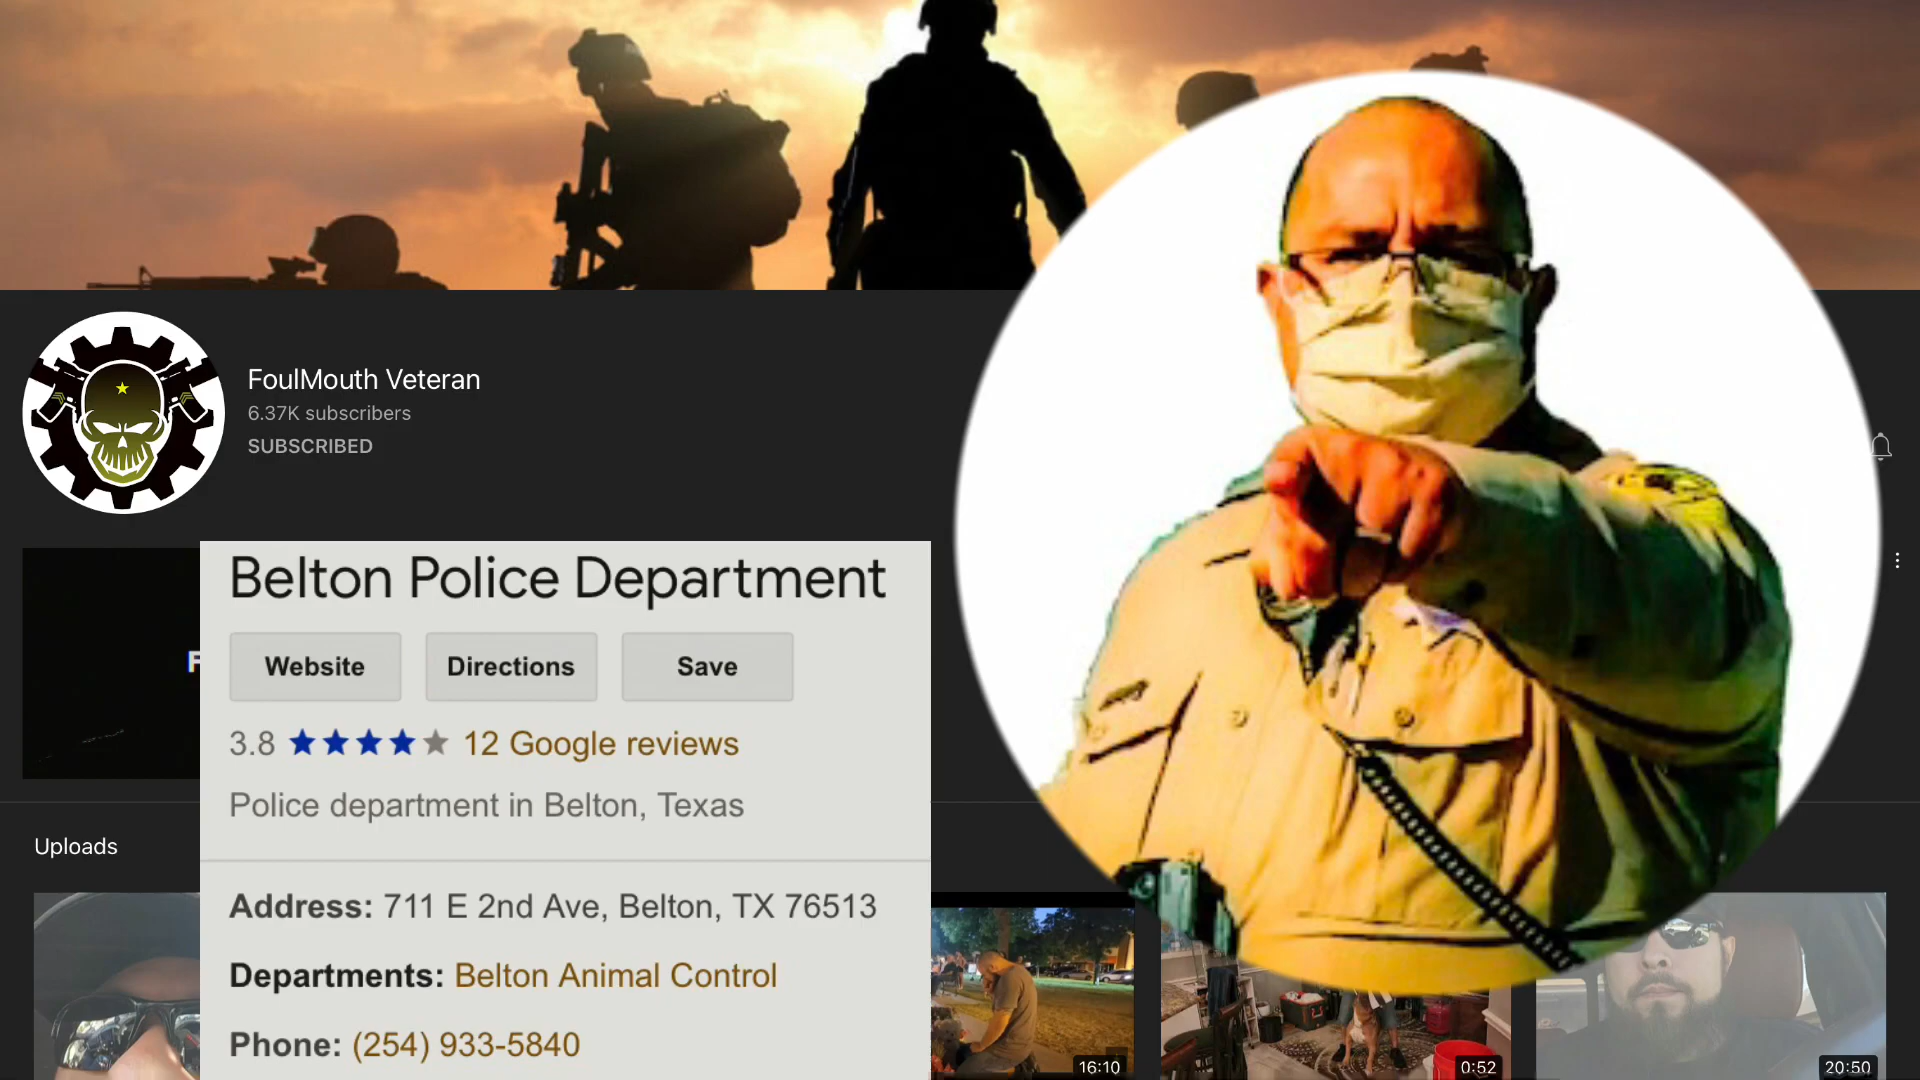 FoulMouth Veteran
6.37K subscribers
SUBSCRIBED
F
Belton Police Department
Website Directions Save
3.8 12 Google reviews
Police department in Belton, Texas
Address: 711 E 2nd Ave, Belton, TX 76513
Departments: Belton Animal Control
Phone: (254) 933-5840
Uploads
16:10
0:52
20:50